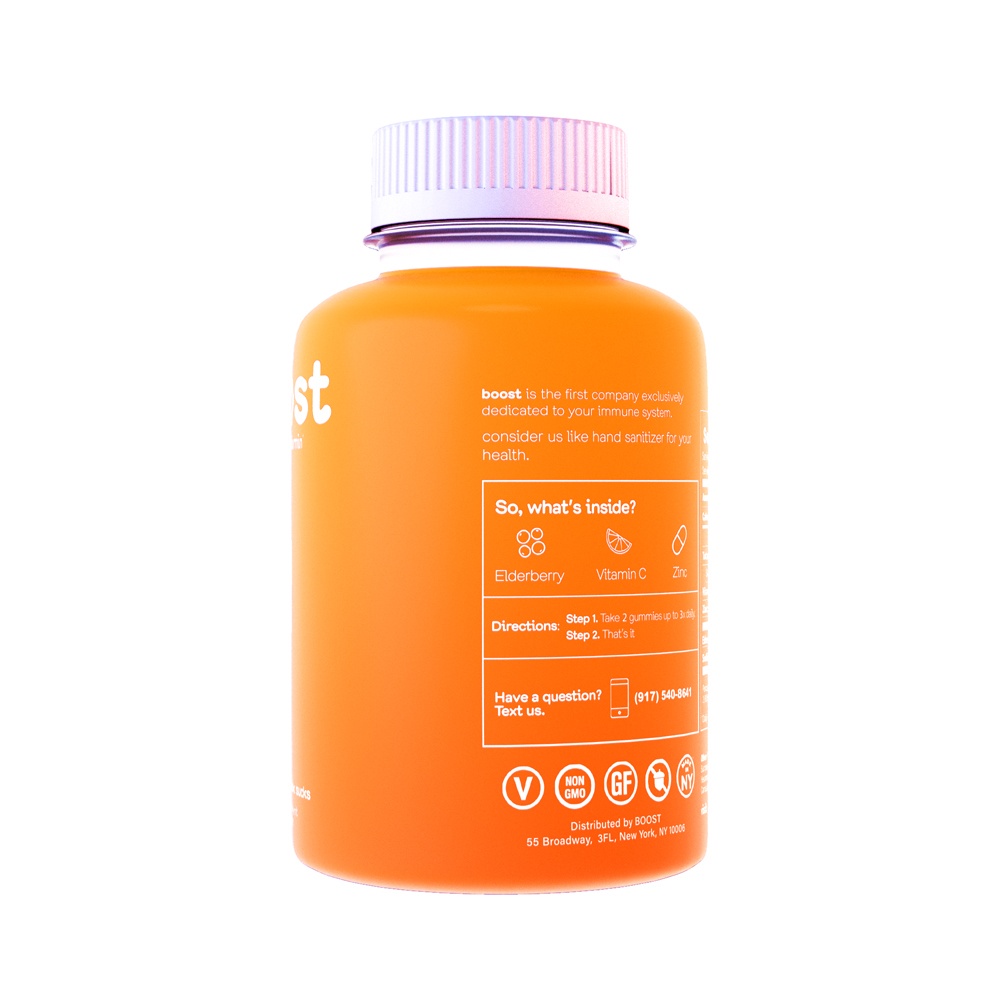 st
boost is the first company exclusively
dedicated to your immune system.
consider us like hand sanitizer for your
health.
So, what's inside?
Elderberry Vitamin C Zinc
Directions: Step 1. Take 2 gummies up to 3x daily.
Step 2. That's it
Have a question?
Text us.
(917) 540-8641
V NON GMO GF MADE IN NY
Distributed by BOOST
55 Broadway, 3FL, New York, NY 10006
sucks